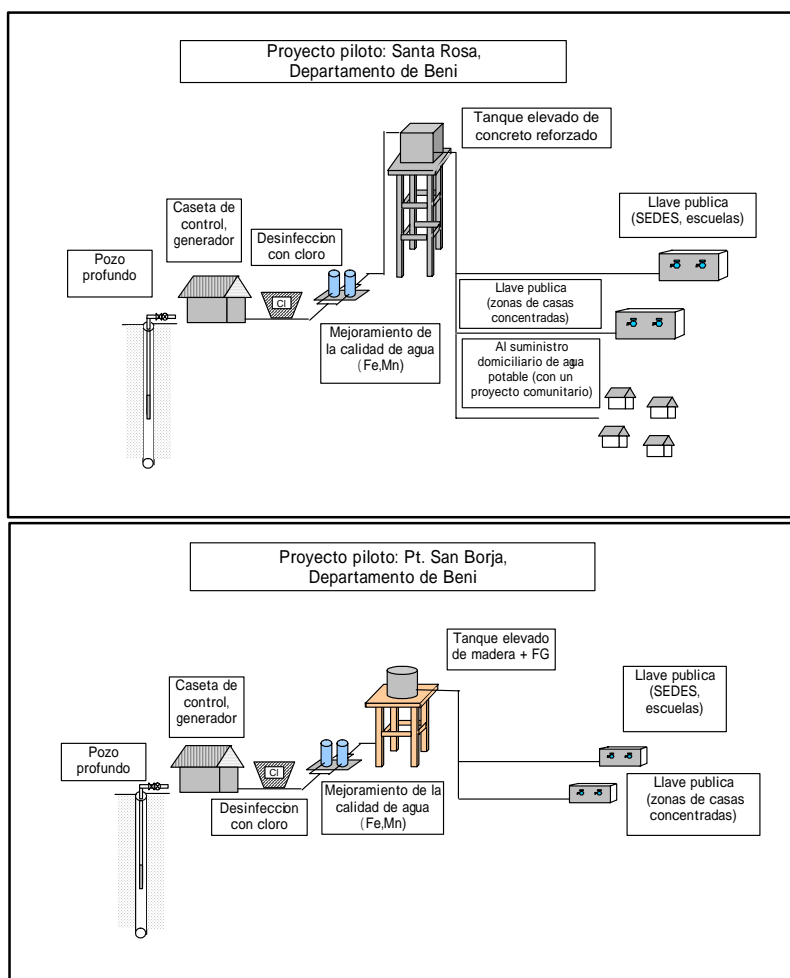 Proyecto piloto: Santa Rosa,
Departamento de Beni
Tanque elevado de
concreto reforzado
Llave publica
(SEDES, escuelas)
Caseta de
control,
generador
Desinfeccion
con cloro
Pozo
profundo
Cl
Llave publica
(zonas de casas
concentradas)
Mejoramiento de
la calidad de agua
(Fe,Mn)
Al suministro
domiciliario de agua
potable (con un
proyecto comunitario)
Proyecto piloto: Pt. San Borja,
Departamento de Beni
Tanque elevado
de madera + FG
Llave publica
(SEDES,
escuelas)
Caseta de
control,
generador
Pozo
profundo
Cl
Desinfeccion
con cloro
Mejoramiento de la
calidad de agua
(Fe,Mn)
Llave publica
(zonas de casas
concentradas)